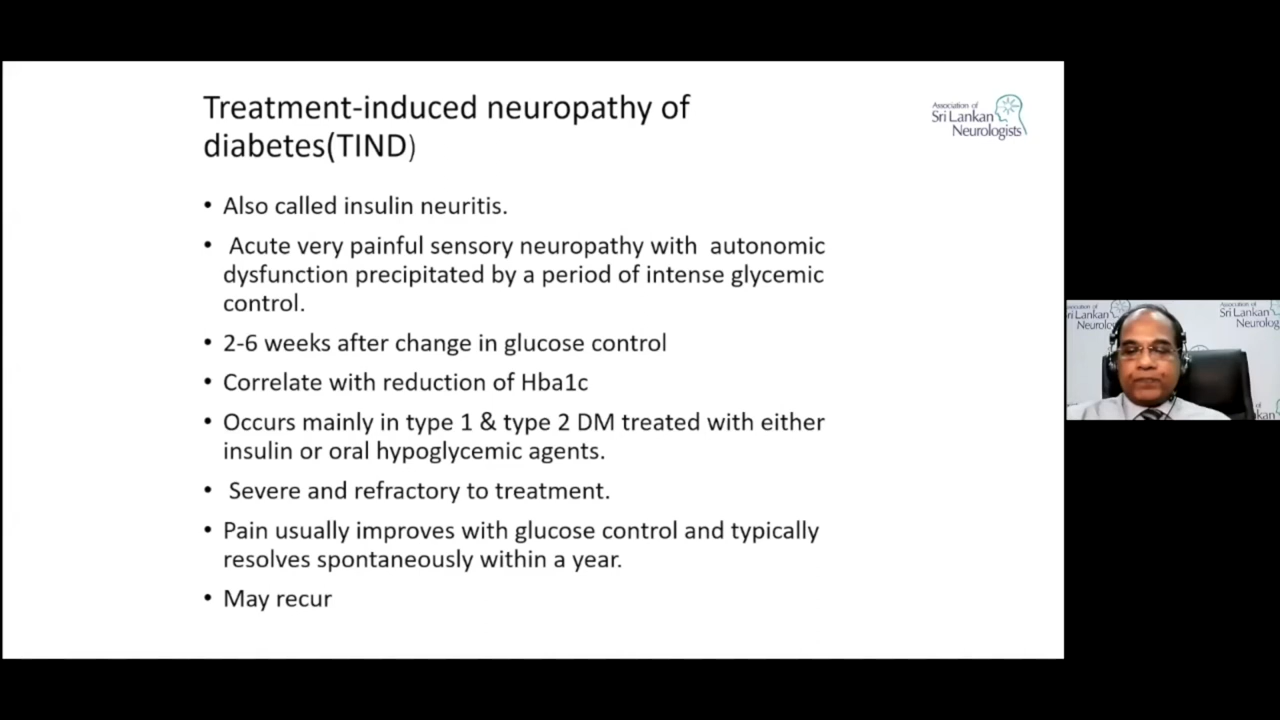 Treatment-induced neuropathy of
diabetes(TIND)
Association of
Sri Lankan
Neurologists
• Also called insulin neuritis.
• Acute very painful sensory neuropathy with autonomic
dysfunction precipitated by a period of intense glycemic
control.
• 2-6 weeks after change in glucose control
• Correlate with reduction of Hba1c
• Occurs mainly in type 1 & type 2 DM treated with either
insulin or oral hypoglycemic agents.
• Severe and refractory to treatment.
• Pain usually improves with glucose control and typically
resolves spontaneously within a year.
• May recur
Sri Lankan